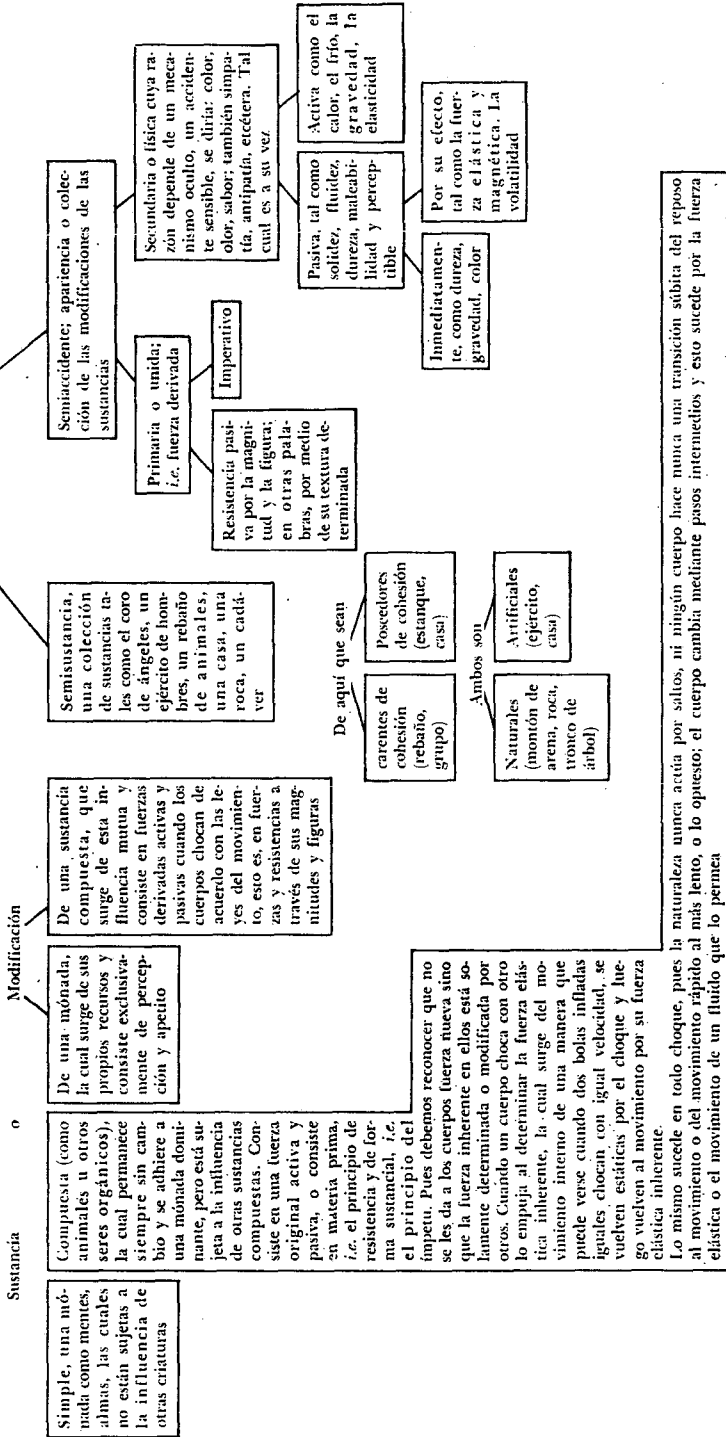 Sustancia o Modificación
Simple, una mó-
nada como mentes,
almas, las cuales
no están sujetas a
la influencia de
otras criaturas
Compuesta (como
animales u otros
seres orgánicos),
la cual permanece
siempre sin cam-
bio y se adhiere a
una mónada domi-
nante, pero está su-
jeta a la influencia
de otras sustancias
compuestas. Con-
siste en una fuerza
original activa y
pasiva, o consiste
en materia prima,
i.e. el principio de
resistencia y de for-
ma sustancial, i.e.
el principio del
ímpetu. Pues debemos reconocer que no
se les da a los cuerpos fuerza nueva sino
que la fuerza inherente en ellos está so-
lamente determinada o modificada por
otros. Cuando un cuerpo choca con otro
lo empuja al determinar la fuerza elás-
tica inherente, la cual surge del mo-
vimiento interno de una manera que
puede verse cuando dos bolas infladas
iguales chocan con igual velocidad, se
vuelven estáticas por el choque y lue-
go vuelven al movimiento por su fuerza
elástica inherente.
Lo mismo sucede en todo choque, pues la naturaleza nunca actúa por saltos, ni ningún cuerpo hace nunca una transición súbita del reposo
al movimiento o del movimiento rápido al más lento, o lo opuesto; el cuerpo cambia mediante pasos intermedios y esto sucede por la fuerza
elástica o el movimiento de un fluido que lo permea
De una mónada,
la cual surge de sus
propios recursos y
consiste exclusiva-
mente de percep-
ción y apetito
De una sustancia
compuesta, que
surge de esta in-
fluencia mutua y
consiste en fuerzas
derivadas activas y
pasivas cuando los
cuerpos chocan de
acuerdo con las le-
yes del movimien-
to, esto es, en fuer-
zas y resistencias a
través de sus mag-
nitudes y figuras
Semisustancia,
una colección
de sustancias ta-
les como el coro
de ángeles, un
ejército de hom-
bres, un rebaño
de animales,
una casa, una
roca, un cadá-
ver
De aquí que sean
carentes de
cohesión
(rebaño,
grupo)
Poseedores
de cohesión
(estanque,
casa)
Ambos son
Naturales
(montón de
arena, roca,
tronco de
árbol)
Artificiales
(ejército,
casa)
Semiaccidente; apariencia o colec-
ción de las modificaciones de las
sustancias
Primaria o unida;
i.e. fuerza derivada
Resistencia pasi-
va por la magni-
tud y la figura;
en otras pala-
bras, por medio
de su textura de-
terminada
Imperativo
Secundaria o física cuya ra-
zón depende de un meca-
nismo oculto, un acciden-
te sensible, se diría: color,
olor, sabor; también simpa-
tía, antipatía, etcétera. Tal
cual es a su vez
Pasiva, tal como
solidez, fluidez,
dureza, maleabi-
lidad y percep-
tible
Activa como el
calor, el frío, la
gravedad, la
elasticidad
Inmediatamen-
te, como dureza,
gravedad, color
Por su efecto,
tal como la fuer-
za elástica y
magnética. La
volatilidad